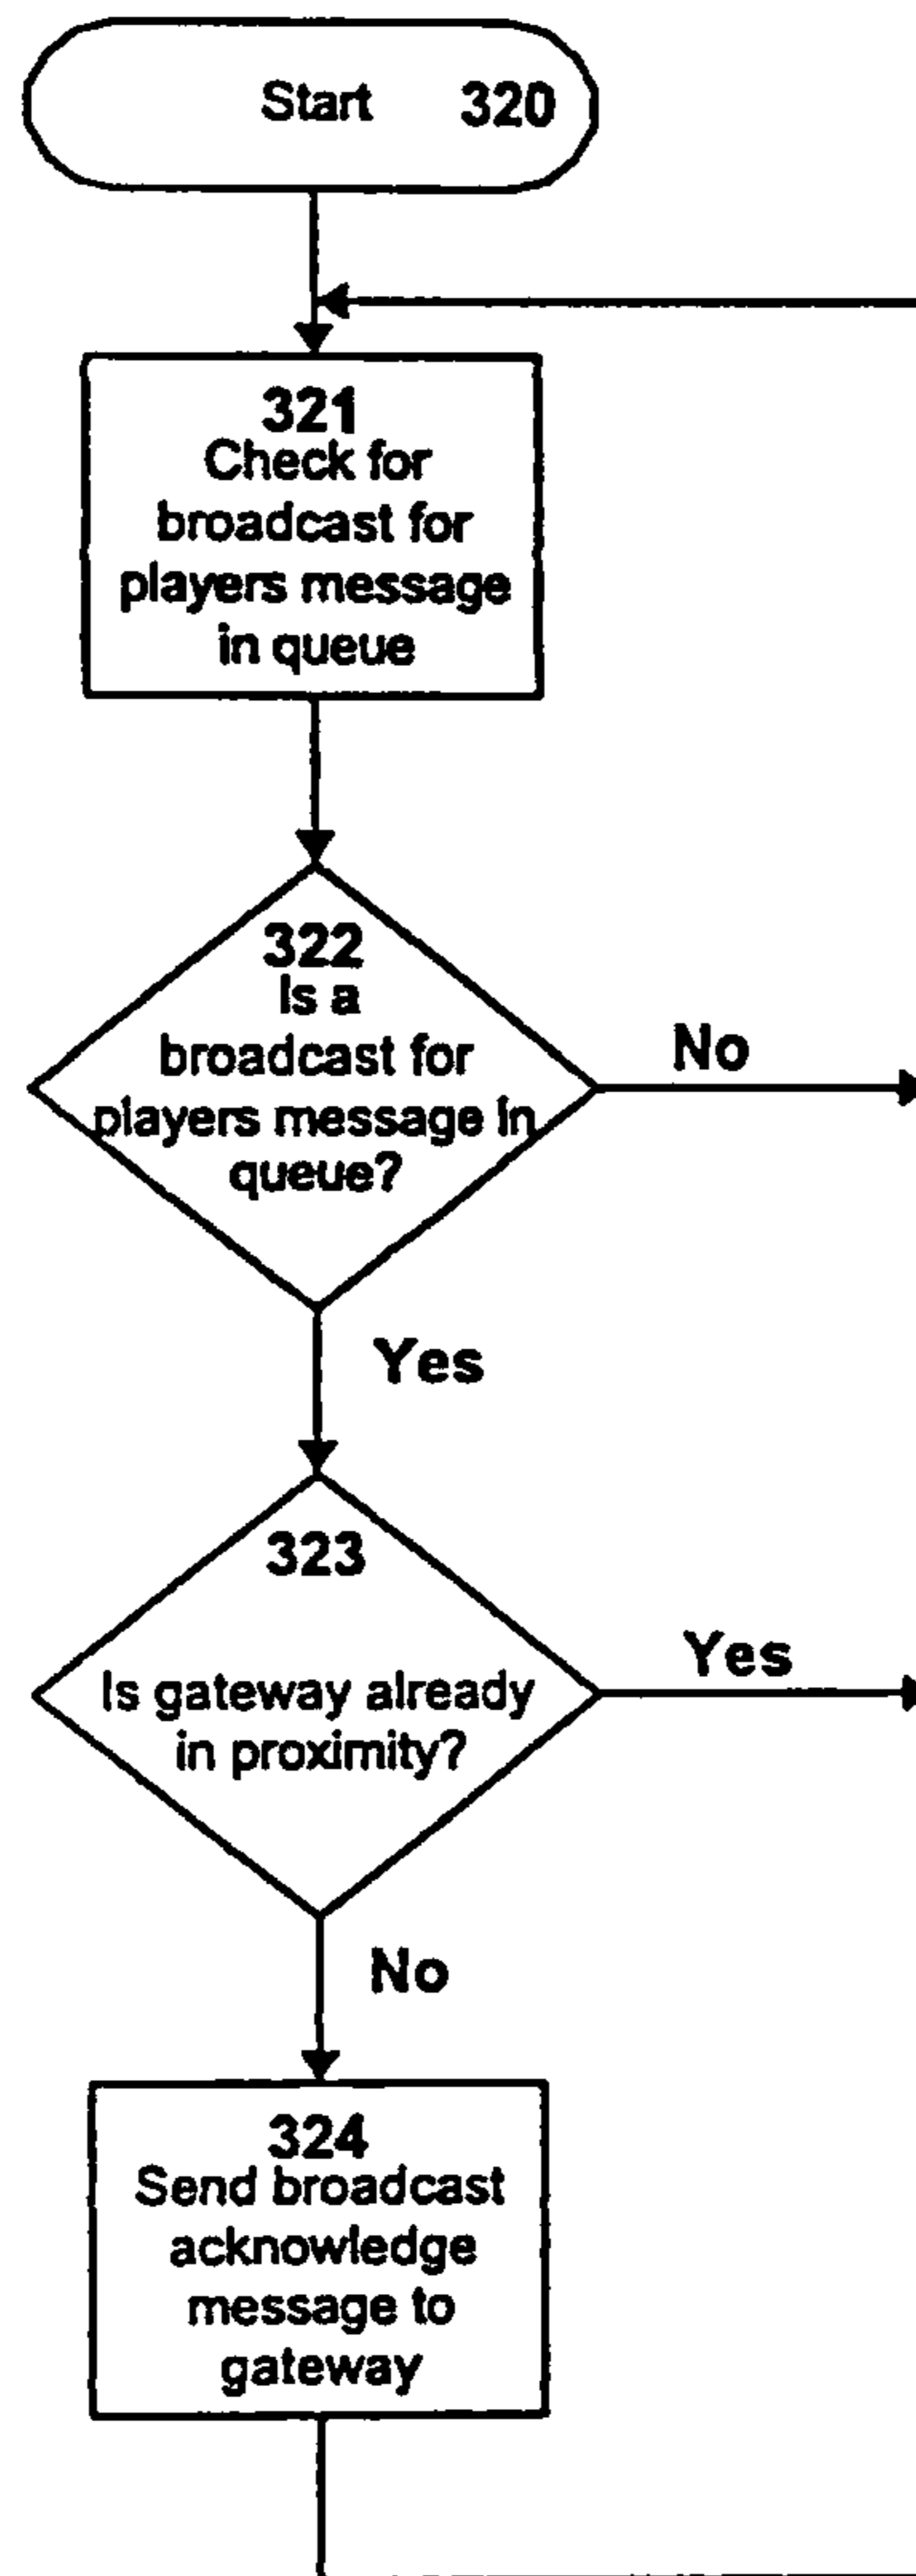 Start 320
321
Check for
broadcast for
players message
in queue
322
Is a
broadcast for
players message in
queue?
No
Yes
323
Is gateway already
in proximity?
Yes
No
324
Send broadcast
acknowledge
message to
gateway